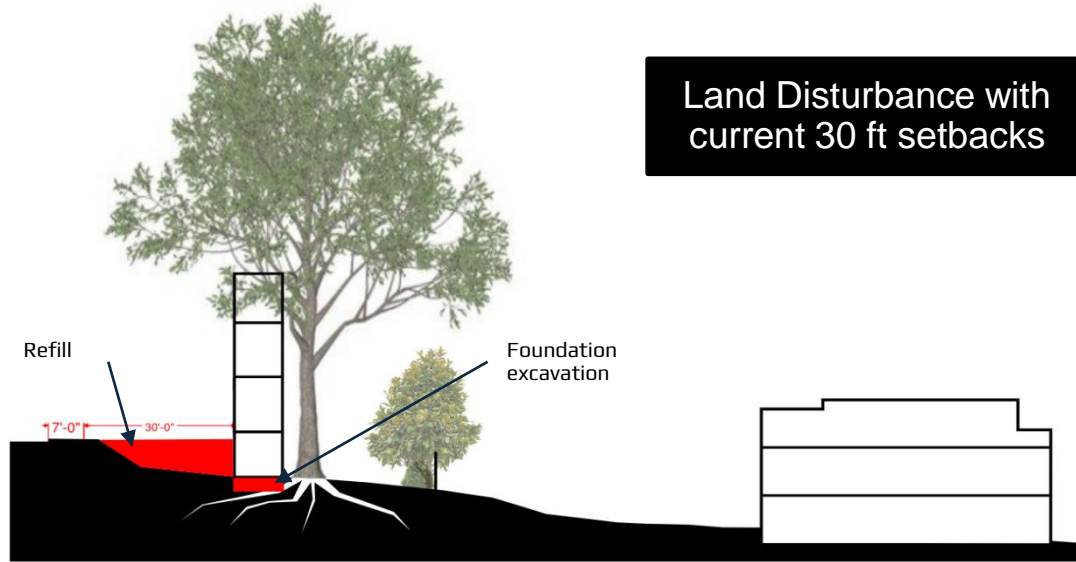 Land Disturbance with
current 30 ft setbacks
Refill
Foundation
excavation
7'-0"
30'-0"